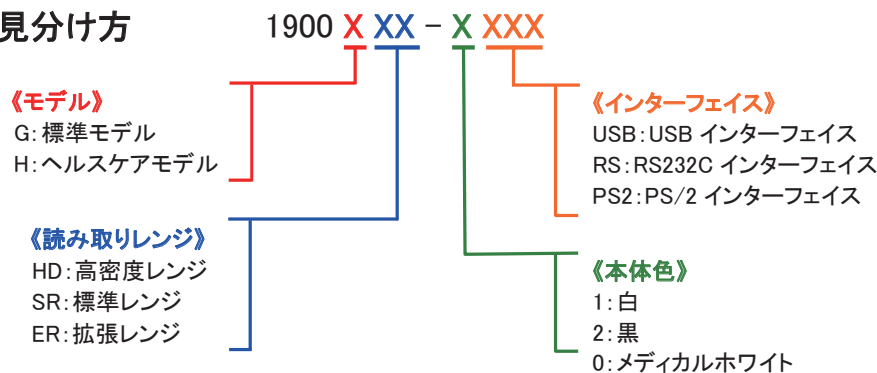 見分け方
1900 X XX - X XXX
《モデル》
G:標準モデル
H:ヘルスケアモデル
《読み取りレンジ》
HD:高密度レンジ
SR:標準レンジ
ER:拡張レンジ
《インターフェイス》
USB:USB インターフェイス
RS:RS232C インターフェイス
PS2:PS/2 インターフェイス
《本体色》
1:白
2:黒
0:メディカルホワイト